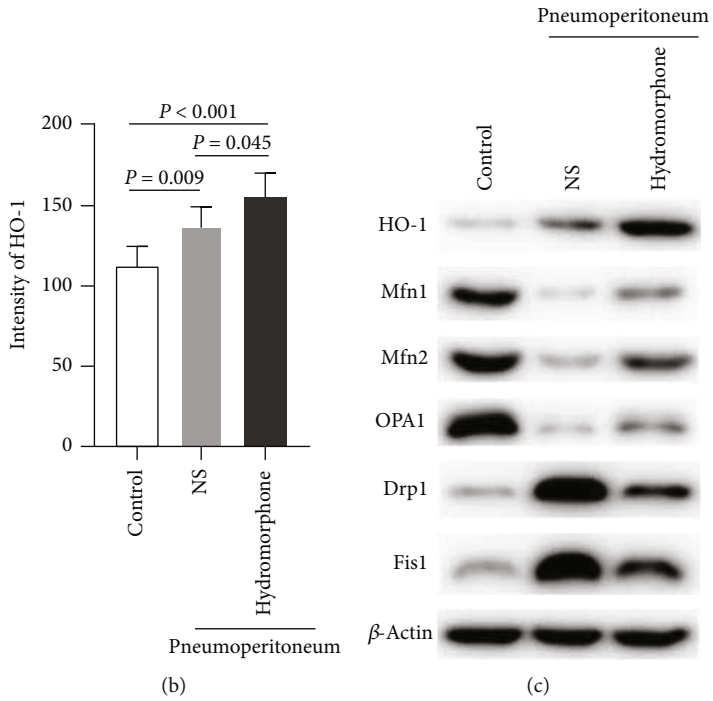 P < 0.001
P = 0.045
P = 0.009
200
150
100
50
0
Intensity of HO-1
Control
NS
Hydromorphone
Pneumoperitoneum
(b)
Pneumoperitoneum
Control
NS
Hydromorphone
HO-1
Mfn1
Mfn2
OPA1
Drp1
Fis1
β-Actin
(c)